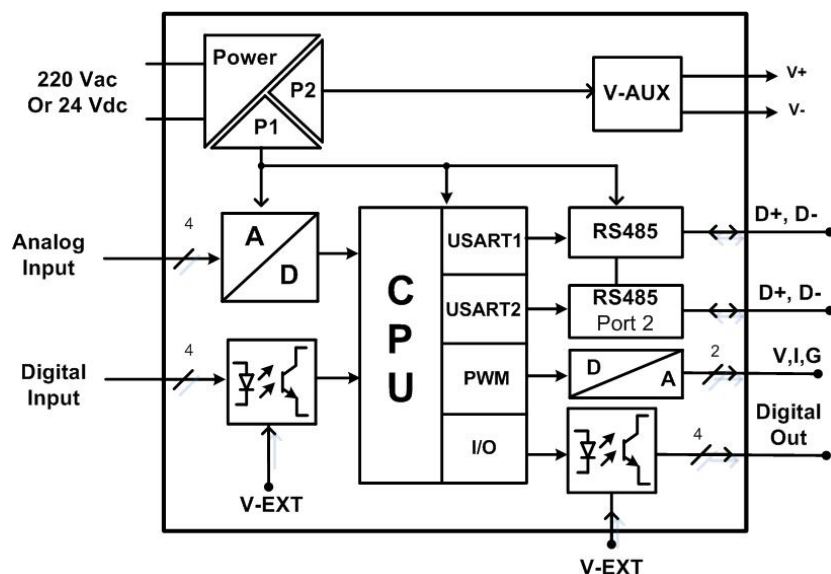 Power
P2
P1
220 Vac
Or 24 Vdc
V-AUX
V+
V-
4
Analog
Input
A
D
C
P
U
USART1
USART2
PWM
I/O
RS485
D+, D-
RS485
Port 2
D+, D-
4
Digital
Input
V-EXT
D
A
2
V,I,G
Digital
Out
4
V-EXT